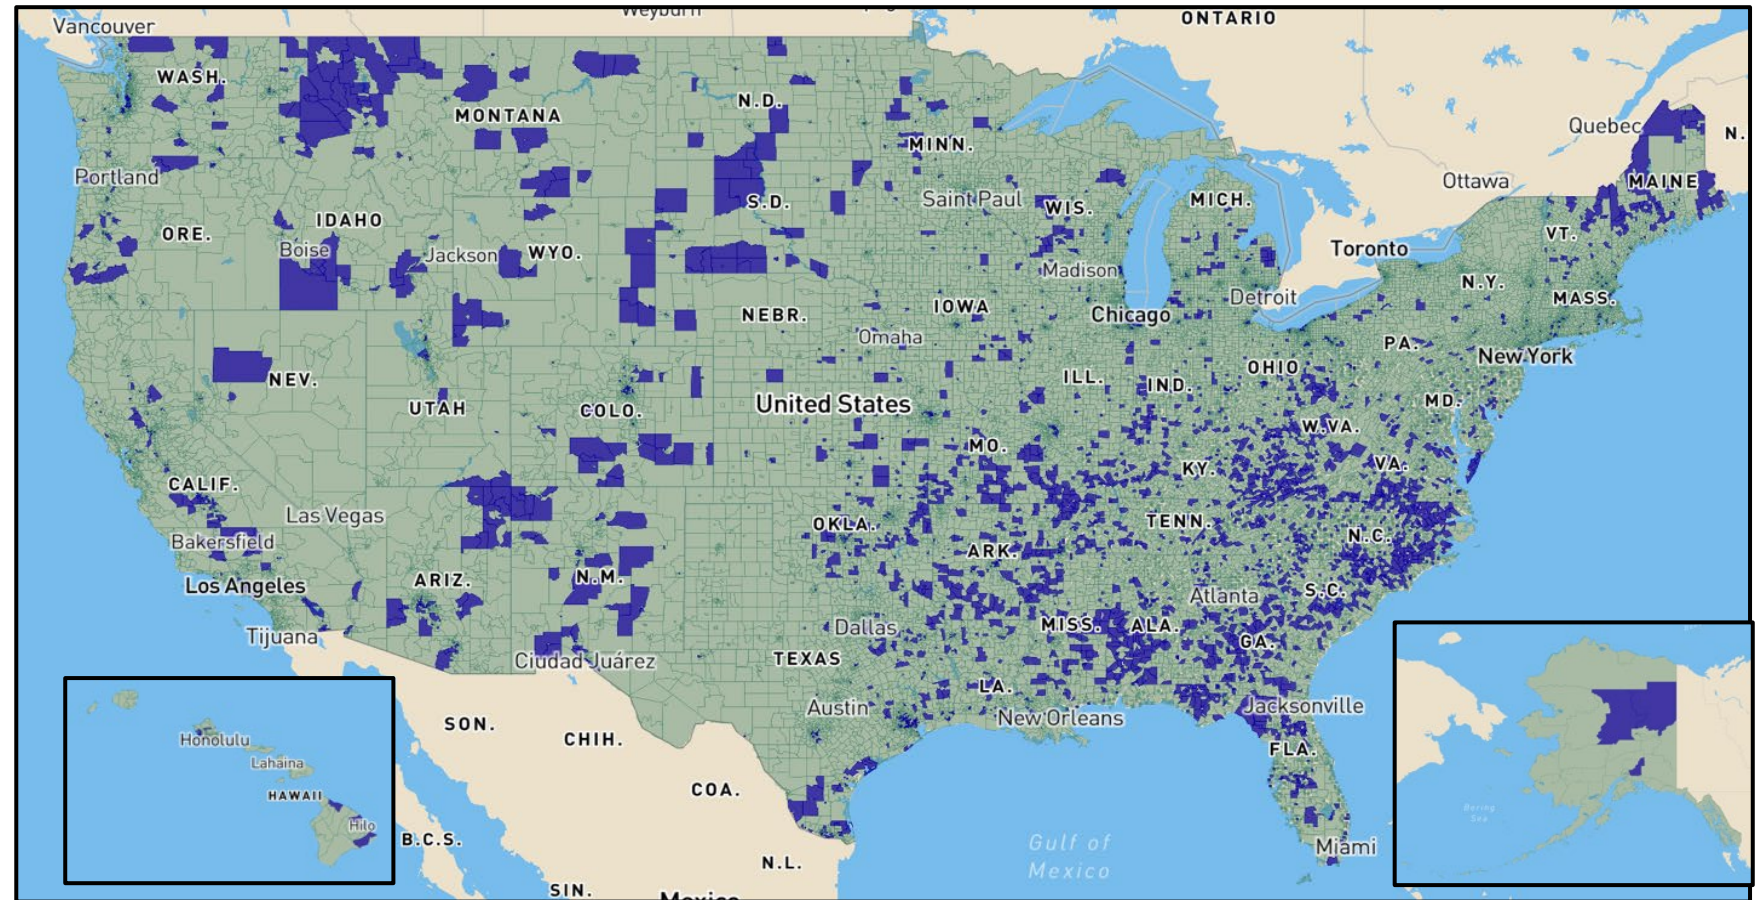 Weyburn
ONTARIO
Vancouver
WASH.
MONTANA
N.D.
MINN.
Quebec
N.
Portland
Ottawa
MAINE
S.D.
Saint Paul
WIS.
MICH.
IDAHO
ORE.
Boise
Jackson
WYO.
Toronto
VT.
Madison
N.Y.
Detroit
MASS.
NEBR.
IOWA
Chicago
Omaha
PA.
New York
NEV.
ILL.
IND.
OHIO
UTAH
COLO.
United States
MD.
W.VA.
MO.
KY.
VA.
CALIF.
Las Vegas
OKLA.
TENN.
Bakersfield
N.C.
ARK.
Los Angeles
ARIZ.
N.M.
Atlanta
S.C.
Tijuana
Dallas
MISS.
ALA.
GA.
Ciudad Juárez
TEXAS
LA.
Austin
New Orleans
Jacksonville
SON.
CHIH.
FLA.
Honolulu
Lahaina
COA.
HAWAII
Hilo
B.C.S.
Gulf of
Mexico
Miami
Bering
Sea
N.L.
SIN.
Mexico